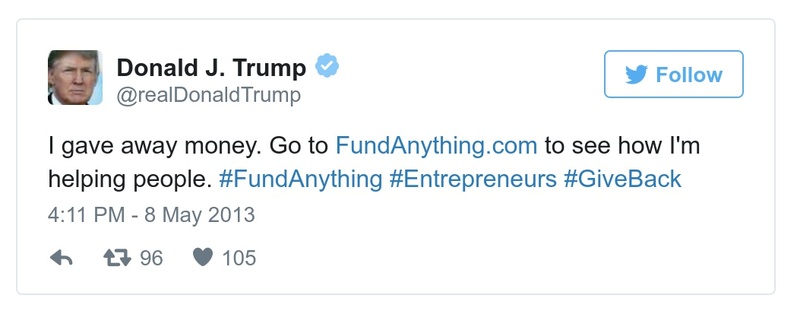 Donald J. Trump
@realDonaldTrump
Follow
I gave away money. Go to FundAnything.com to see how I'm
helping people. #FundAnything #Entrepreneurs #GiveBack
4:11 PM - 8 May 2013
96 105